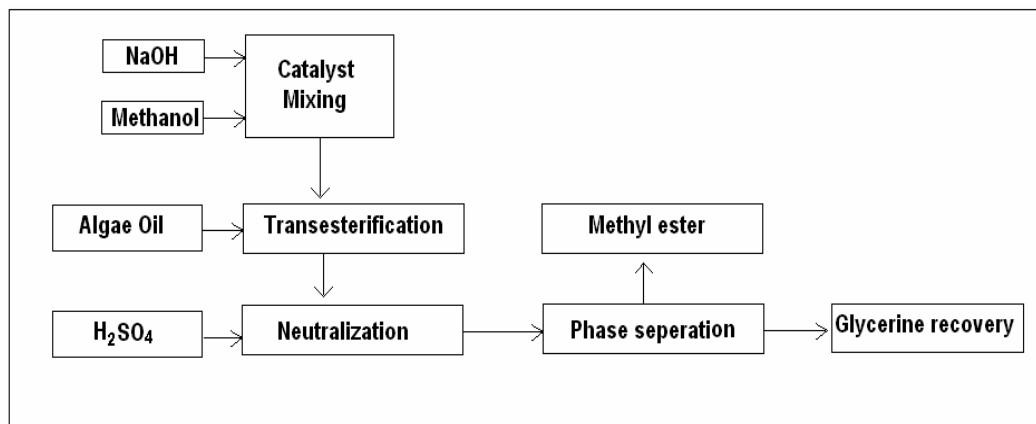 NaOH
Catalyst
Mixing
Methanol
Algae Oil
Transesterification
Methyl ester
H₂SO₄
Neutralization
Phase seperation
Glycerine recovery